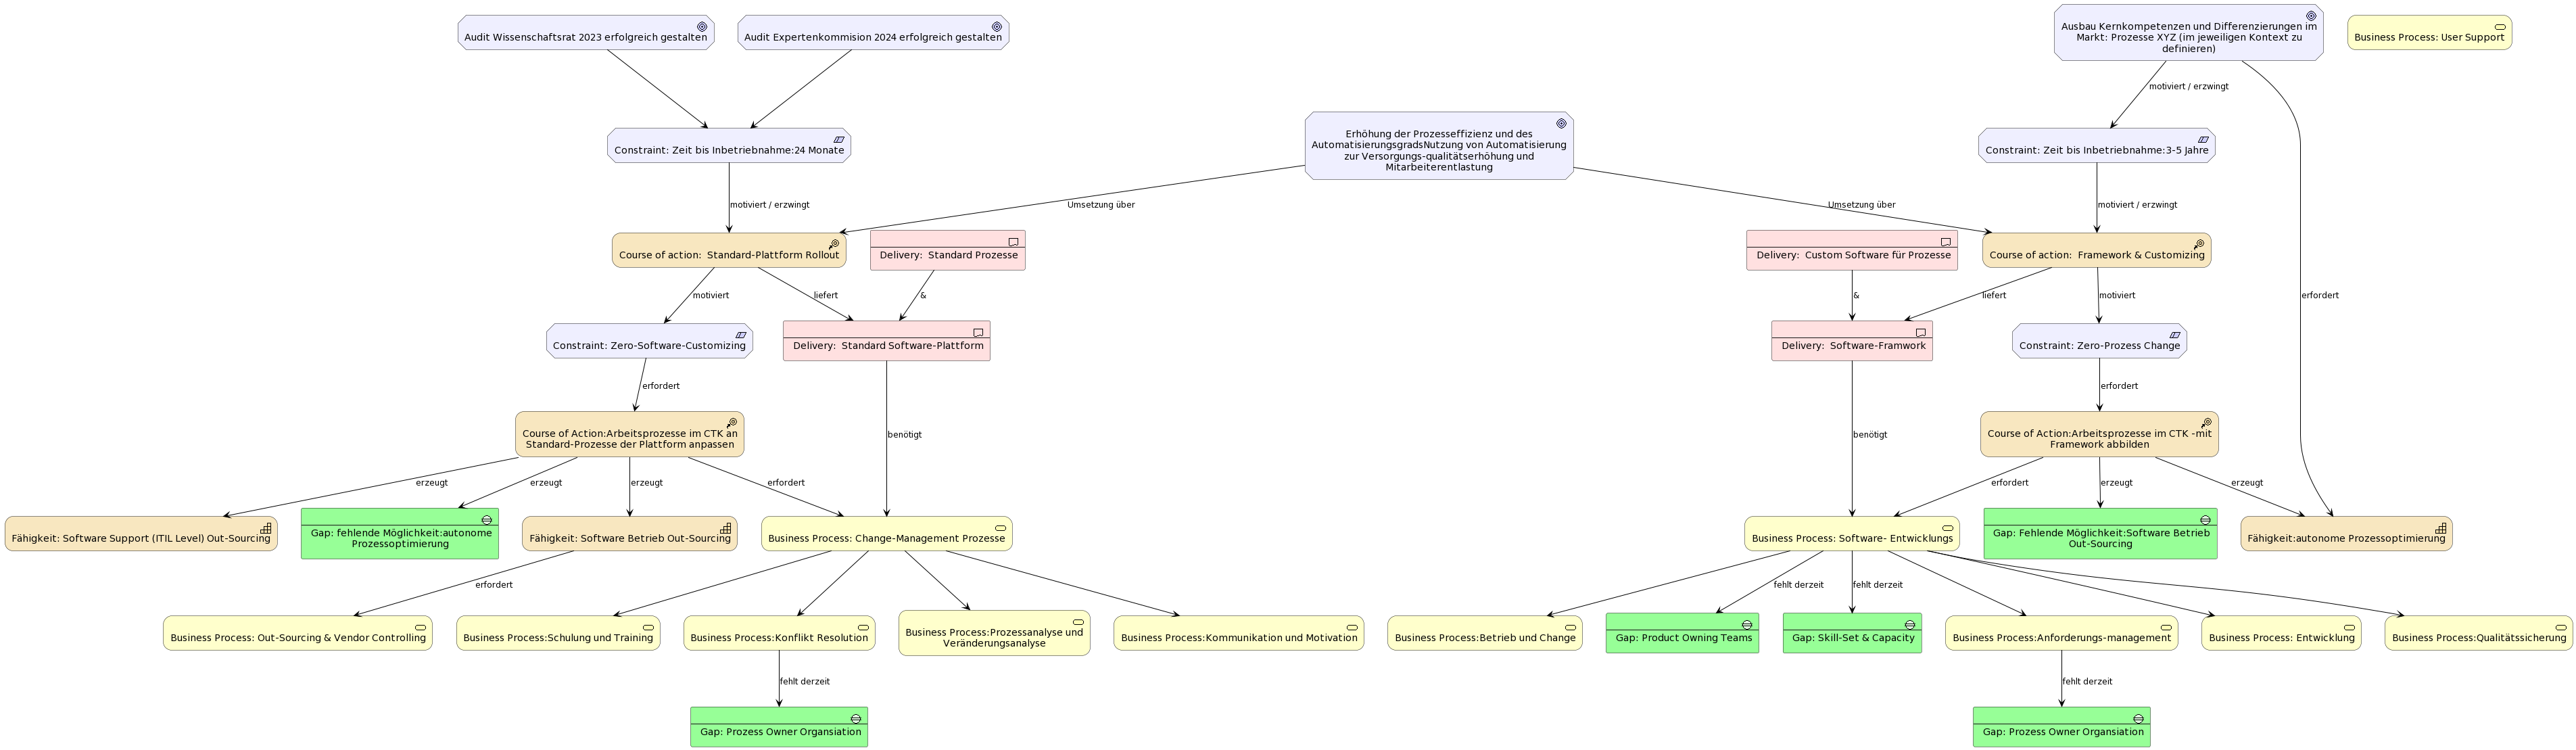 Audit Wissenschaftsrat 2023 erfolgreich gestalten
Audit Expertenkommision 2024 erfolgreich gestalten
Ausbau Kernkompetenzen und Differenzierungen im
Markt: Prozesse XYZ (im jeweiligen Kontext zu
definieren)
Business Process: User Support
motiviert / erzwingt
Constraint: Zeit bis Inbetriebnahme:24 Monate
Erhöhung der Prozesseffizienz und des
AutomatisierungsgradsNutzung von Automatisierung
zur Versorgungs-qualitätserhöhung und
Mitarbeiterentlastung
Constraint: Zeit bis Inbetriebnahme:3-5 Jahre
motiviert / erzwingt
Umsetzung über
Umsetzung über
motiviert / erzwingt
Course of action:  Standard-Plattform Rollout
Delivery:  Standard Prozesse
Delivery:  Custom Software für Prozesse
Course of action:  Framework & Customizing
motiviert
liefert
&
&
liefert
motiviert
erfordert
Constraint: Zero-Software-Customizing
Delivery:  Standard Software-Plattform
Delivery:  Software-Framwork
Constraint: Zero-Prozess Change
erfordert
erfordert
Course of Action:Arbeitsprozesse im CTK an
Standard-Prozesse der Plattform anpassen
benötigt
benötigt
Course of Action:Arbeitsprozesse im CTK -mit
Framework abbilden
erzeugt
erzeugt
erzeugt
erfordert
erfordert
erzeugt
erzeugt
Fähigkeit: Software Support (ITIL Level) Out-Sourcing
Gap: fehlende Möglichkeit:autonome
Prozessoptimierung
Fähigkeit: Software Betrieb Out-Sourcing
Business Process: Change-Management Prozesse
Business Process: Software- Entwicklungs
Gap: Fehlende Möglichkeit:Software Betrieb
Out-Sourcing
Fähigkeit:autonome Prozessoptimierung
erfordert
fehlt derzeit
fehlt derzeit
Business Process: Out-Sourcing & Vendor Controlling
Business Process:Schulung und Training
Business Process:Konflikt Resolution
Business Process:Prozessanalyse und
Veränderungsanalyse
Business Process:Kommunikation und Motivation
Business Process:Betrieb und Change
Gap: Product Owning Teams
Gap: Skill-Set & Capacity
Business Process:Anforderungs-management
Business Process: Entwicklung
Business Process:Qualitätssicherung
fehlt derzeit
fehlt derzeit
Gap: Prozess Owner Organsiation
Gap: Prozess Owner Organsiation